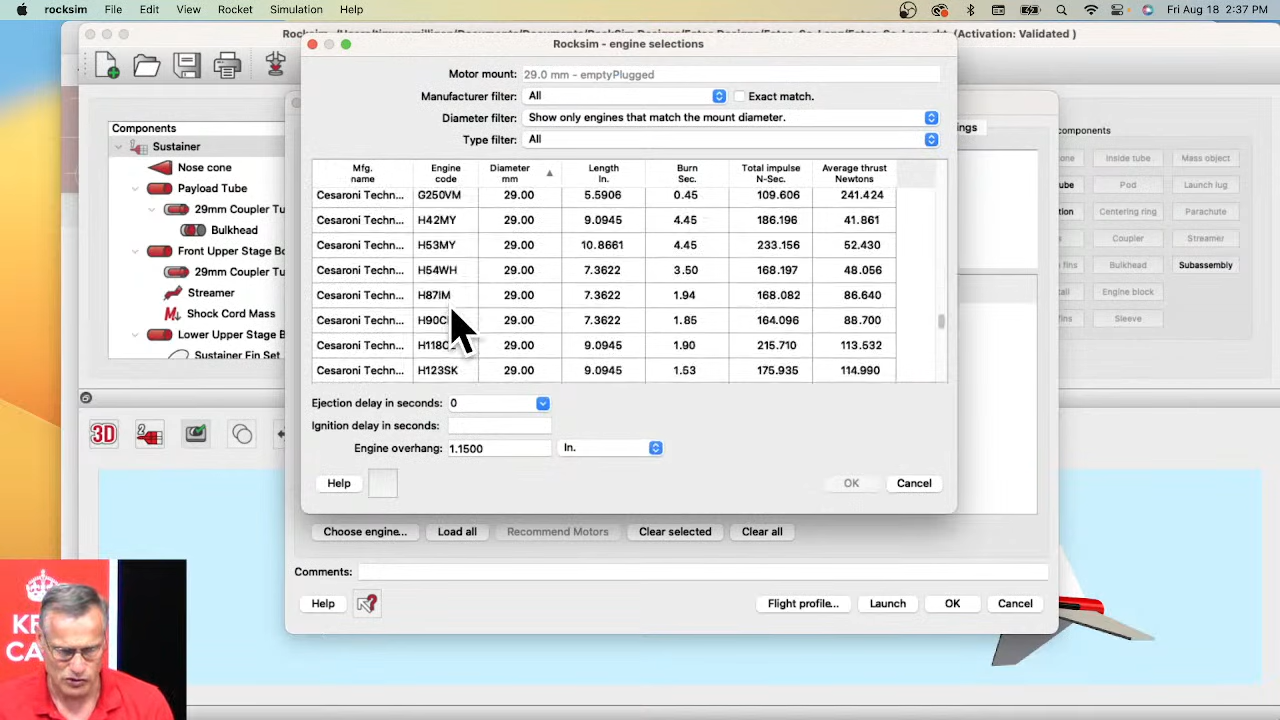 rocksim File Edit Rocket Simulation Help Fri Aug 18 2:37 PM
(Activation: Validated )
Rocksim - engine selections
Motor mount: 29.0 mm - emptyPlugged
Manufacturer filter: All Exact match.
Diameter filter: Show only engines that match the mount diameter.
Type filter: All
Mfg. name Engine code Diameter mm Length In. Burn Sec. Total impulse N-Sec. Average thrust Newtons
Cesaroni Techn... G250VM 29.00 5.5906 0.45 109.606 241.424
Cesaroni Techn... H42MY 29.00 9.0945 4.45 186.196 41.861
Cesaroni Techn... H53MY 29.00 10.8661 4.45 233.156 52.430
Cesaroni Techn... H54WH 29.00 7.3622 3.50 168.197 48.056
Cesaroni Techn... H87IM 29.00 7.3622 1.94 168.082 86.640
Cesaroni Techn... 29.00 7.3622 1.85 164.096 88.700
Cesaroni Techn... 29.00 9.0945 1.90 215.710 113.532
Cesaroni Techn... H123SK 29.00 9.0945 1.53 175.935 114.990
Ejection delay in seconds: 0
Ignition delay in seconds:
Engine overhang: 1.1500 In.
Help OK Cancel
Components
Sustainer
Nose cone
Payload Tube
29mm Coupler Tu
Bulkhead
Front Upper Stage Bo
29mm Coupler Tu
Streamer
Shock Cord Mass
Lower Upper Stage B
Sustainer Fin Set
ngs
components
one Inside tube Mass object
ube Pod Launch lug
ion Centering ring Parachute
Coupler Streamer
fins Bulkhead Subassembly
tail Engine block
fins Sleeve
3D 2
Choose engine... Load all Recommend Motors Clear selected Clear all
Comments:
Help Flight profile... Launch OK Cancel
KE
CA